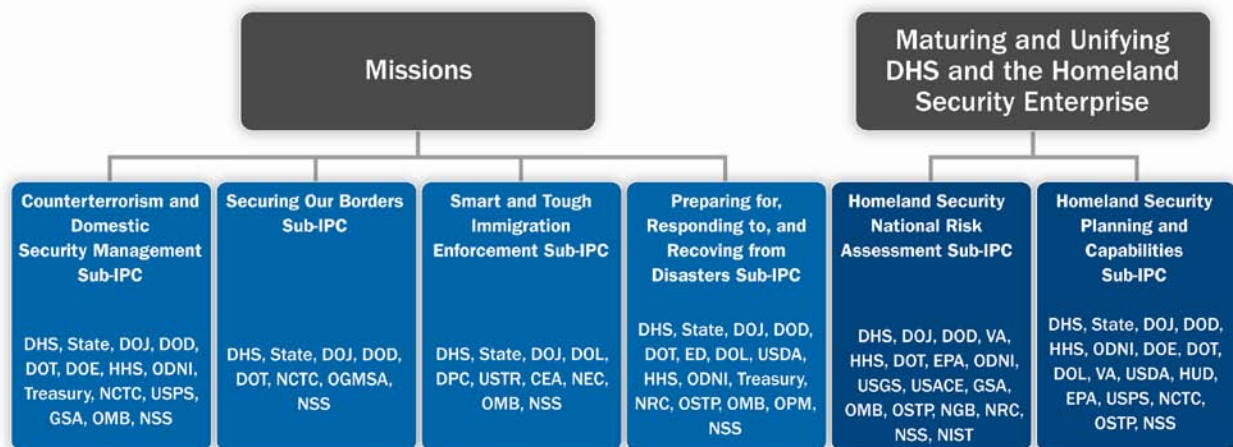 Missions
Maturing and Unifying
DHS and the Homeland
Security Enterprise
Counterterrorism and
Domestic
Security Management
Sub-IPC
DHS, State, DOJ, DOD,
DOT, DOE, HHS, ODNI,
Treasury, NCTC, USPS,
GSA, OMB, NSS
Securing Our Borders
Sub-IPC
DHS, State, DOJ, DOD,
DOT, NCTC, OGMSA,
NSS
Smart and Tough
Immigration
Enforcement Sub-IPC
DHS, State, DOJ, DOL,
DPC, USTR, CEA, NEC,
OMB, NSS
Preparing for,
Responding to, and
Recoving from
Disasters Sub-IPC
DHS, State, DOJ, DOD,
DOT, ED, DOL, USDA,
HHS, ODNI, Treasury,
NRC, OSTP, OMB, OPM,
NSS
Homeland Security
National Risk
Assessment Sub-IPC
DHS, DOJ, DOD, VA,
HHS, DOT, EPA, ODNI,
USGS, USACE, GSA,
OMB, OSTP, NGB, NRC,
NSS, NIST
Homeland Security
Planning and
Capabilities
Sub-IPC
DHS, State, DOJ, DOD,
HHS, ODNI, DOE, DOT,
DOL, VA, USDA, HUD,
EPA, USPS, NCTC,
OSTP, NSS